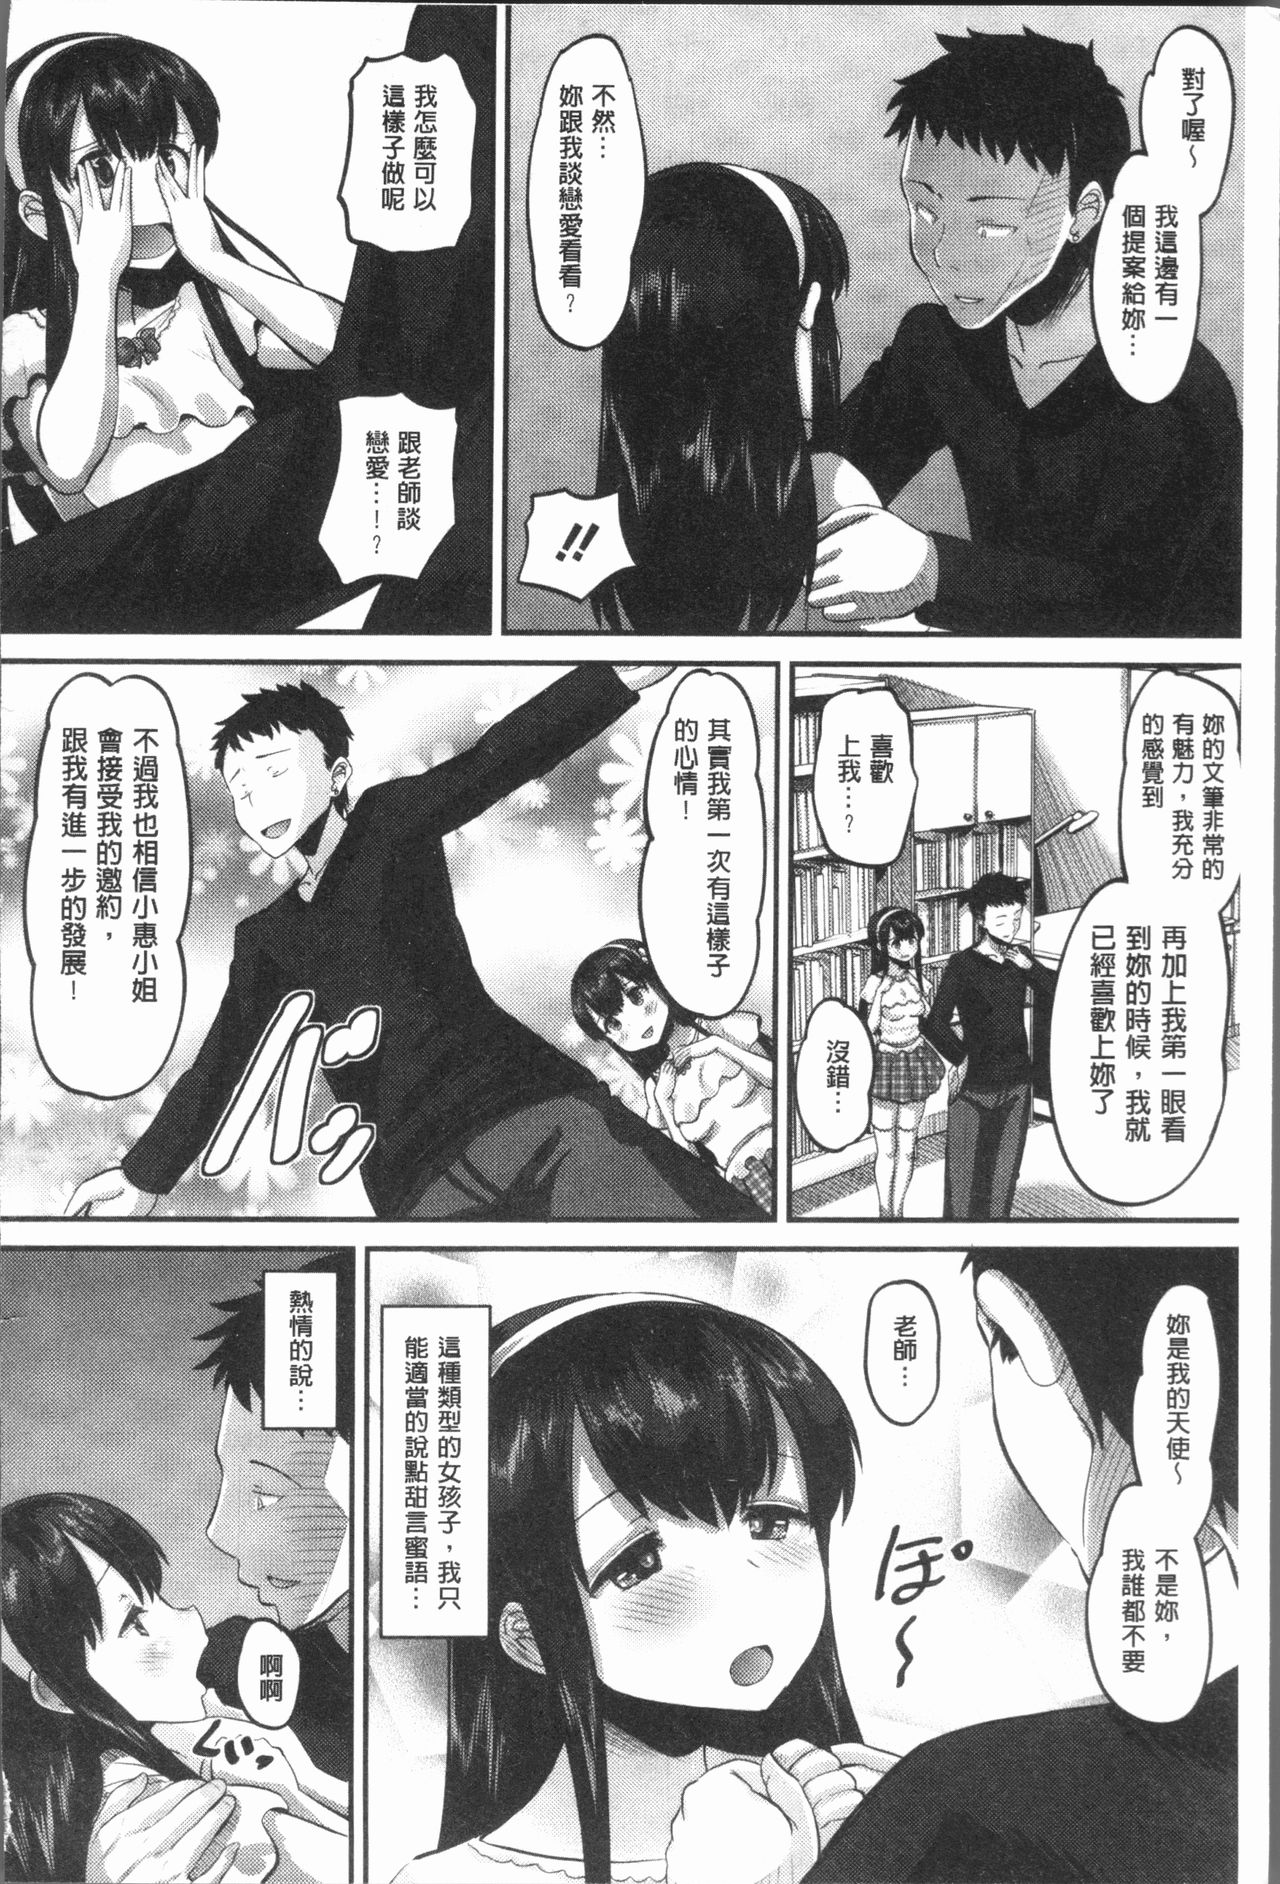 對了喔～
我這邊有一
個提案給妳…
不然…
妳跟我談戀愛看看？
!!
我怎麼可以
這樣子做呢
跟老師談
戀愛…!？
妳的文筆非常的
有魅力，我充分
的感覺到
再加上我第一眼看
到妳的時候，我就
已經喜歡上妳了
喜歡
上我…？
沒錯…
其實我第一次有這樣子
的心情！
不過我也相信小惠小姐
會接受我的邀約，
跟我有進一步的發展！
バッ
妳是我的天使～
不是妳，
我誰都不要
老師…
ぽ～
這種類型的女孩子，我只
能適當的說點甜言蜜語…
熱情的說…
啊啊
ぐいっ